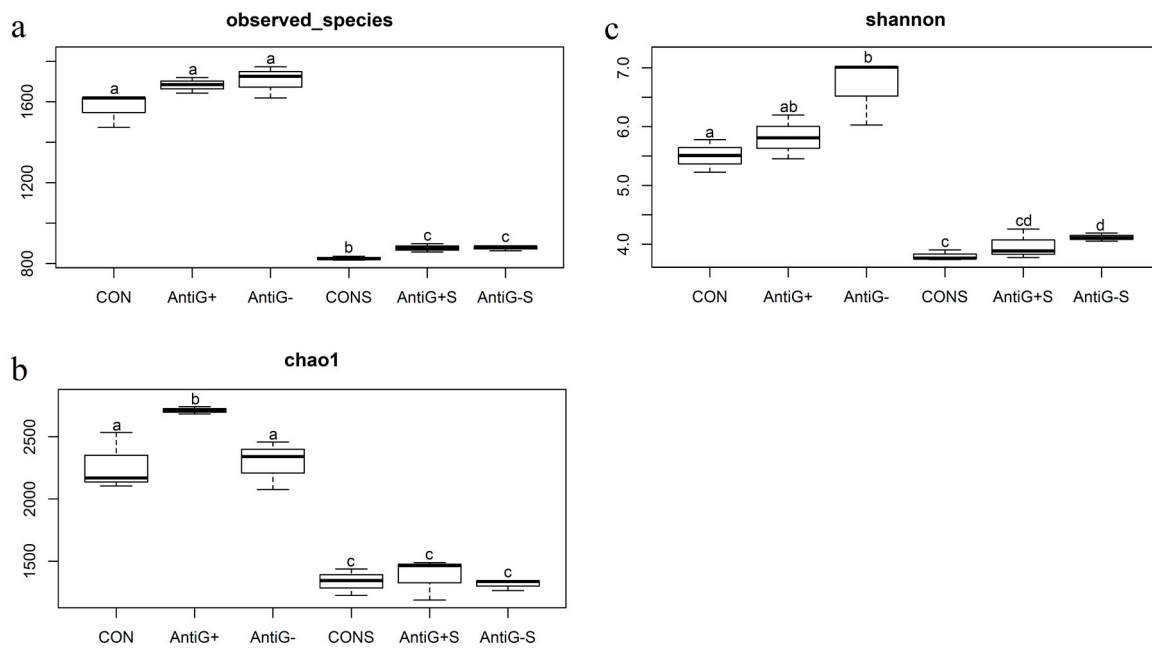 a
observed_species
1600
1200
800
a
a
a
b
c
c
CON
AntiG+
AntiG-
CONS
AntiG+S
AntiG-S
b
chao1
2500
2000
1500
a
b
a
c
c
c
CON
AntiG+
AntiG-
CONS
AntiG+S
AntiG-S
c
shannon
7.0
6.0
5.0
4.0
a
ab
b
c
cd
d
CON
AntiG+
AntiG-
CONS
AntiG+S
AntiG-S